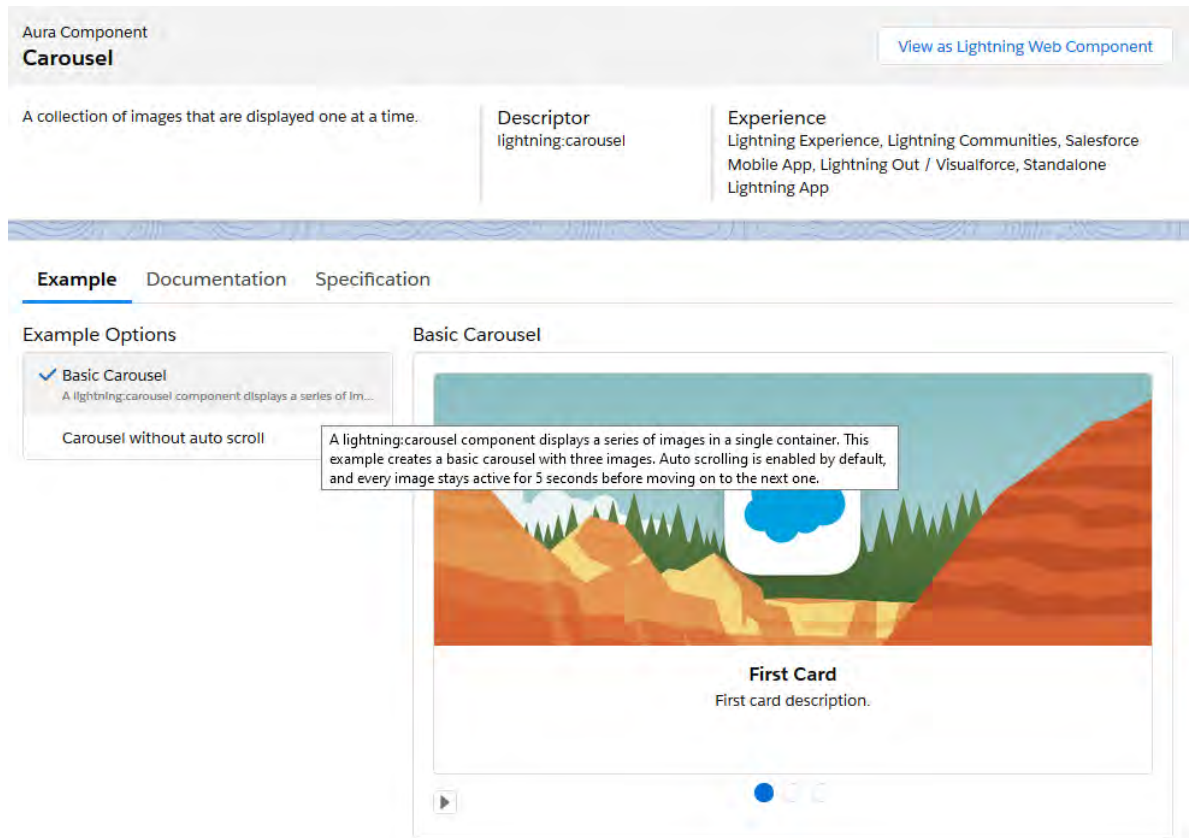 Aura Component
Carousel
View as Lightning Web Component
A collection of images that are displayed one at a time.
Descriptor
lightning:carousel
Experience
Lightning Experience, Lightning Communities, Salesforce
Mobile App, Lightning Out / Visualforce, Standalone
Lightning App
Example
Documentation
Specification
Example Options
Basic Carousel
A lightning:carousel component displays a series of im...
Carousel without auto scroll
Basic Carousel
A lightning:carousel component displays a series of images in a single container. This
example creates a basic carousel with three images. Auto scrolling is enabled by default,
and every image stays active for 5 seconds before moving on to the next one.
First Card
First card description.